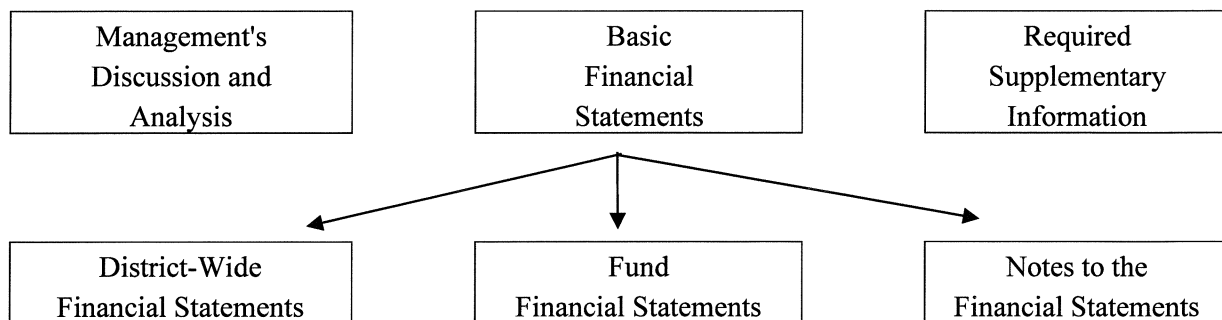 Management's
Discussion and
Analysis
Basic
Financial
Statements
Required
Supplementary
Information
District-Wide
Financial Statements
Fund
Financial Statements
Notes to the
Financial Statements